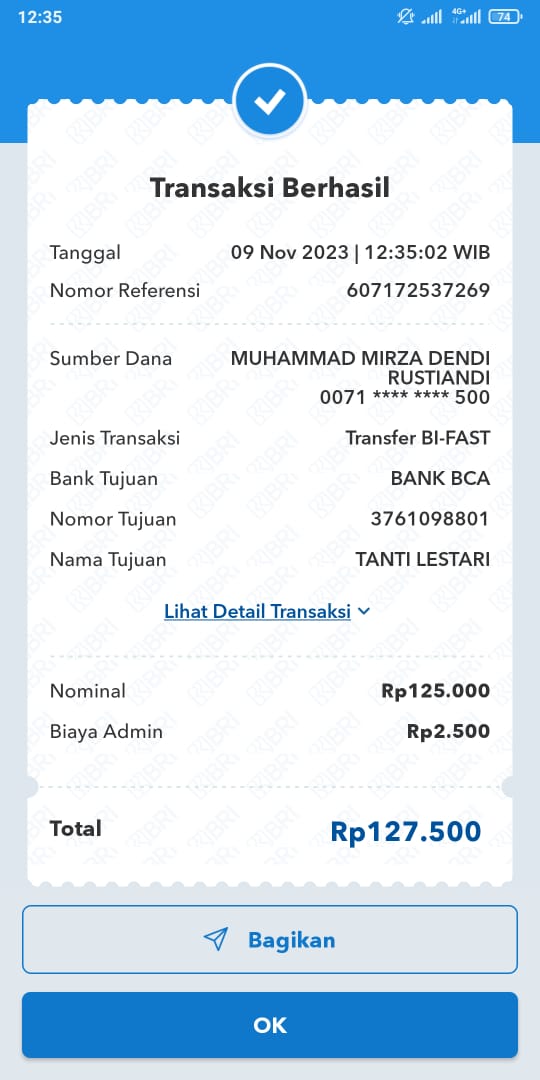 12:35
4G+
74
Transaksi Berhasil
Tanggal 09 Nov 2023 | 12:35:02 WIB
Nomor Referensi 607172537269
Sumber Dana MUHAMMAD MIRZA DENDI
RUSTIANDI
0071 **** **** 500
Jenis Transaksi Transfer BI-FAST
Bank Tujuan BANK BCA
Nomor Tujuan 3761098801
Nama Tujuan TANTI LESTARI
Lihat Detail Transaksi
Nominal Rp125.000
Biaya Admin Rp2.500
Total Rp127.500
Bagikan
OK